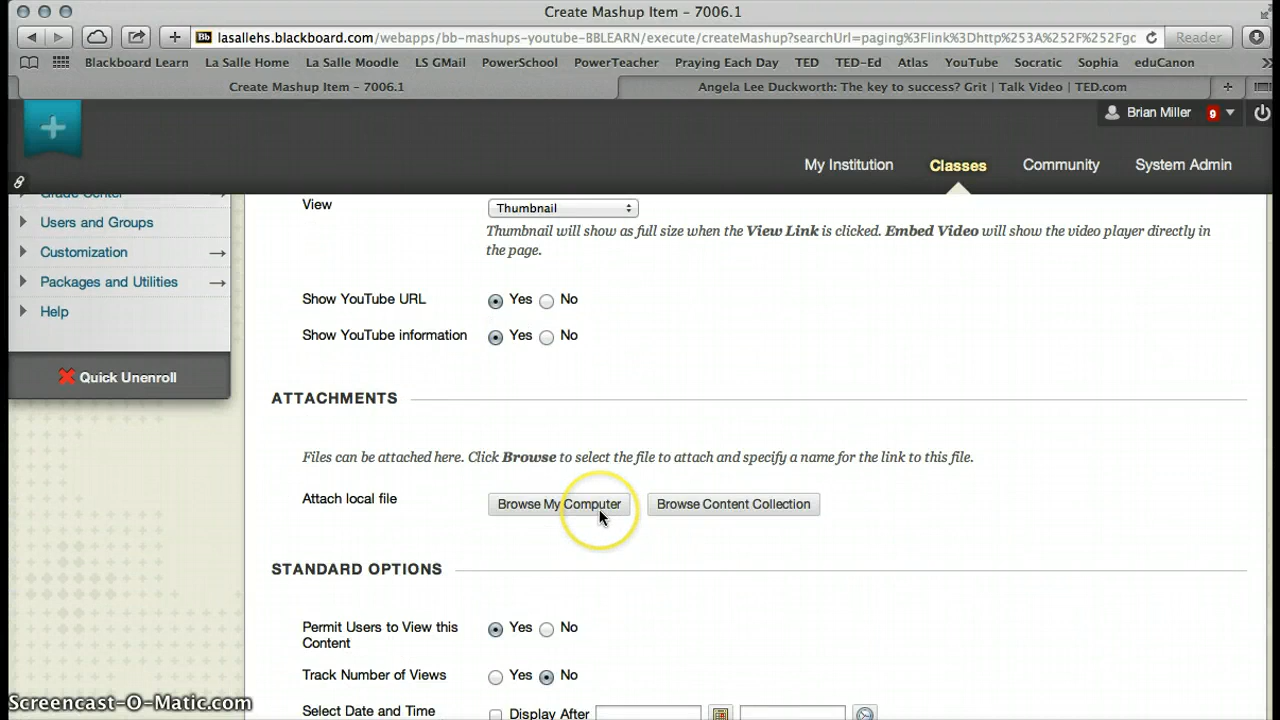 Create Mashup Item – 7006.1
Bb lasallehs.blackboard.com/webapps/bb-mashups-youtube-BBLEARN/execute/createMashup?searchUrl=paging%3Flink%3Dhttp%253A%252F%252Fgc Reader
Blackboard Learn La Salle Home La Salle Moodle LS GMail PowerSchool PowerTeacher Praying Each Day TED TED-Ed Atlas YouTube Socratic Sophia eduCanon
Create Mashup Item – 7006.1 Angela Lee Duckworth: The key to success? Grit | Talk Video | TED.com
Brian Miller 9
My Institution Classes Community System Admin
Grade Center
Users and Groups
Customization
Packages and Utilities
Help
Quick Unenroll
View Thumbnail
Thumbnail will show as full size when the View Link is clicked. Embed Video will show the video player directly in
the page.
Show YouTube URL Yes No
Show YouTube information Yes No
ATTACHMENTS
Files can be attached here. Click Browse to select the file to attach and specify a name for the link to this file.
Attach local file Browse My Computer Browse Content Collection
STANDARD OPTIONS
Permit Users to View this
Content Yes No
Track Number of Views Yes No
Select Date and Time Display After
Screencast-O-Matic.com